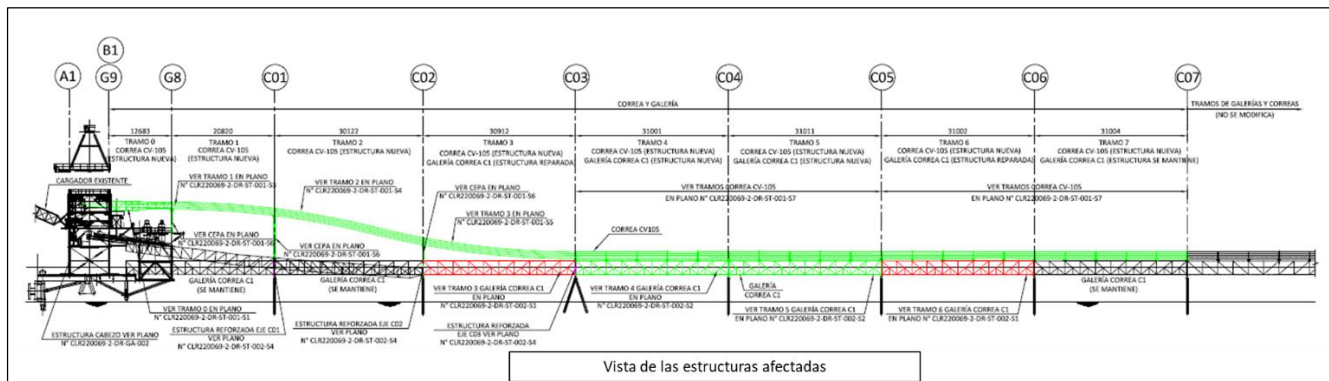 B1
A1
G9
G8
C01
C02
C03
C04
C05
C06
C07
CORREA Y GALERÍA
TRAMOS DE GALERÍAS Y CORREAS
(NO SE MODIFICA)
12683
TRAMO 0
CORREA CV-105
(ESTRUCTURA NUEVA)
20820
TRAMO 1
CORREA CV-105
(ESTRUCTURA NUEVA)
30122
TRAMO 2
CORREA CV-105 (ESTRUCTURA NUEVA)
30912
TRAMO 3
CORREA CV-105 (ESTRUCTURA NUEVA)
GALERÍA CORREA C1 (ESTRUCTURA REPARADA)
31001
TRAMO 4
CORREA CV-105 (ESTRUCTURA NUEVA)
GALERÍA CORREA C1 (ESTRUCTURA NUEVA)
31011
TRAMO 5
CORREA CV-105 (ESTRUCTURA NUEVA)
GALERÍA CORREA C1 (ESTRUCTURA NUEVA)
31002
TRAMO 6
CORREA CV-105 (ESTRUCTURA NUEVA)
GALERÍA CORREA C1 (ESTRUCTURA REPARADA)
31004
TRAMO 7
CORREA CV-105 (ESTRUCTURA NUEVA)
GALERÍA CORREA C1 (ESTRUCTURA SE MANTIENE)
CARGADOR EXISTENTE
VER TRAMO 1 EN PLANO
N° CLR220069-2-DR-ST-001-S3
VER TRAMO 2 EN PLANO
N° CLR220069-2-DR-ST-001-S4
VER CEPA EN PLANO
N° CLR220069-2-DR-ST-001-S6
VER TRAMO 3 EN PLANO
N° CLR220069-2-DR-ST-001-S5
VER TRAMOS CORREA CV-105
EN PLANO N° CLR220069-2-DR-ST-001-S7
VER TRAMOS CORREA CV-105
EN PLANO N° CLR220069-2-DR-ST-001-S7
VER CEPA EN PLANO
N° CLR220069-2-DR-ST-001-S6
VER CEPA EN PLANO
N° CLR220069-2-DR-ST-001-S6
CORREA CV105
GALERÍA CORREA C1
(SE MANTIENE)
GALERÍA CORREA C1
(SE MANTIENE)
VER TRAMO 3 GALERÍA CORREA C1
EN PLANO
N° CLR220069-2-DR-ST-002-S1
VER TRAMO 4 GALERÍA CORREA C1
EN PLANO
N° CLR220069-2-DR-ST-002-S2
GALERÍA
CORREA C1
VER TRAMO 5 GALERÍA CORREA C1
EN PLANO N° CLR220069-2-DR-ST-002-S2
VER TRAMO 6 GALERÍA CORREA C1
EN PLANO N° CLR220069-2-DR-ST-002-S1
GALERÍA CORREA C1
(SE MANTIENE)
VER TRAMO 0 EN PLANO
N° CLR220069-2-DR-ST-001-S1
ESTRUCTURA CABEZO VER PLANO
N° CLR220069-2-DR-GA-002
ESTRUCTURA REFORZADA EJE C01
VER PLANO
N° CLR220069-2-DR-ST-002-S4
ESTRUCTURA REFORZADA EJE C02
VER PLANO
N° CLR220069-2-DR-ST-002-S4
ESTRUCTURA REFORZADA
EJE C03 VER PLANO
N° CLR220069-2-DR-ST-002-S4
Vista de las estructuras afectadas